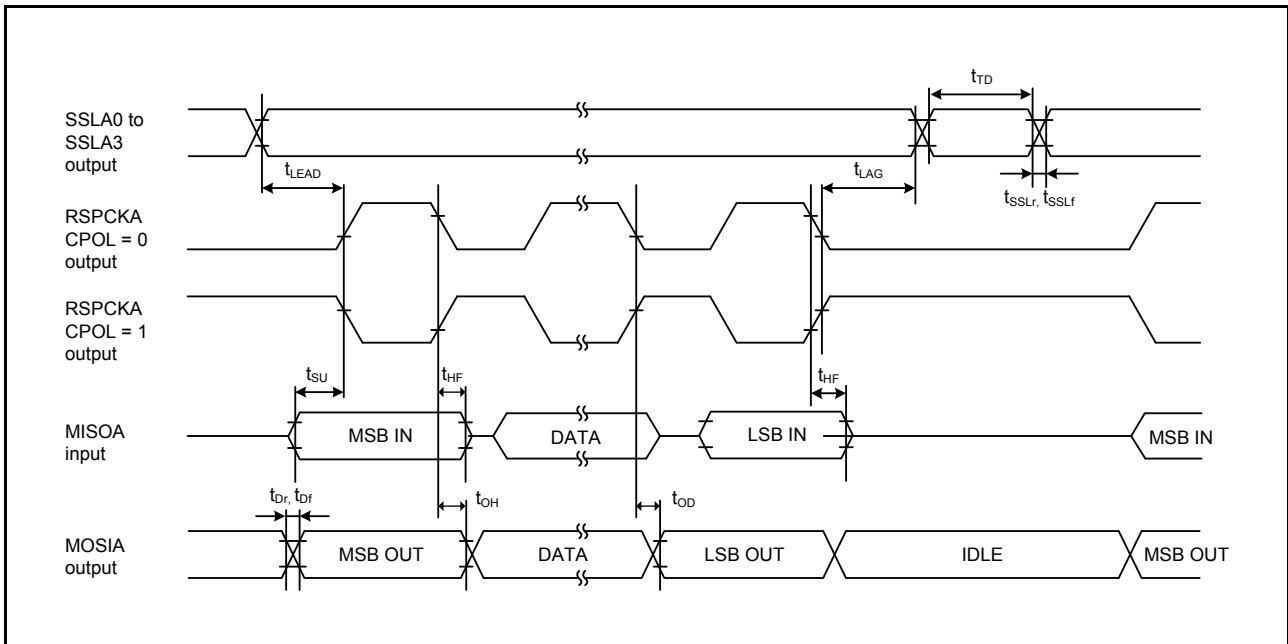 tTD
SSLA0 to
SSLA3
output
tLEAD
tLAG
tSSLr, tSSLf
RSPCKA
CPOL = 0
output
RSPCKA
CPOL = 1
output
tSU
tHF
tHF
MISOA
input
MSB IN
DATA
LSB IN
MSB IN
tDr, tDf
tOH
tOD
MOSIA
output
MSB OUT
DATA
LSB OUT
IDLE
MSB OUT